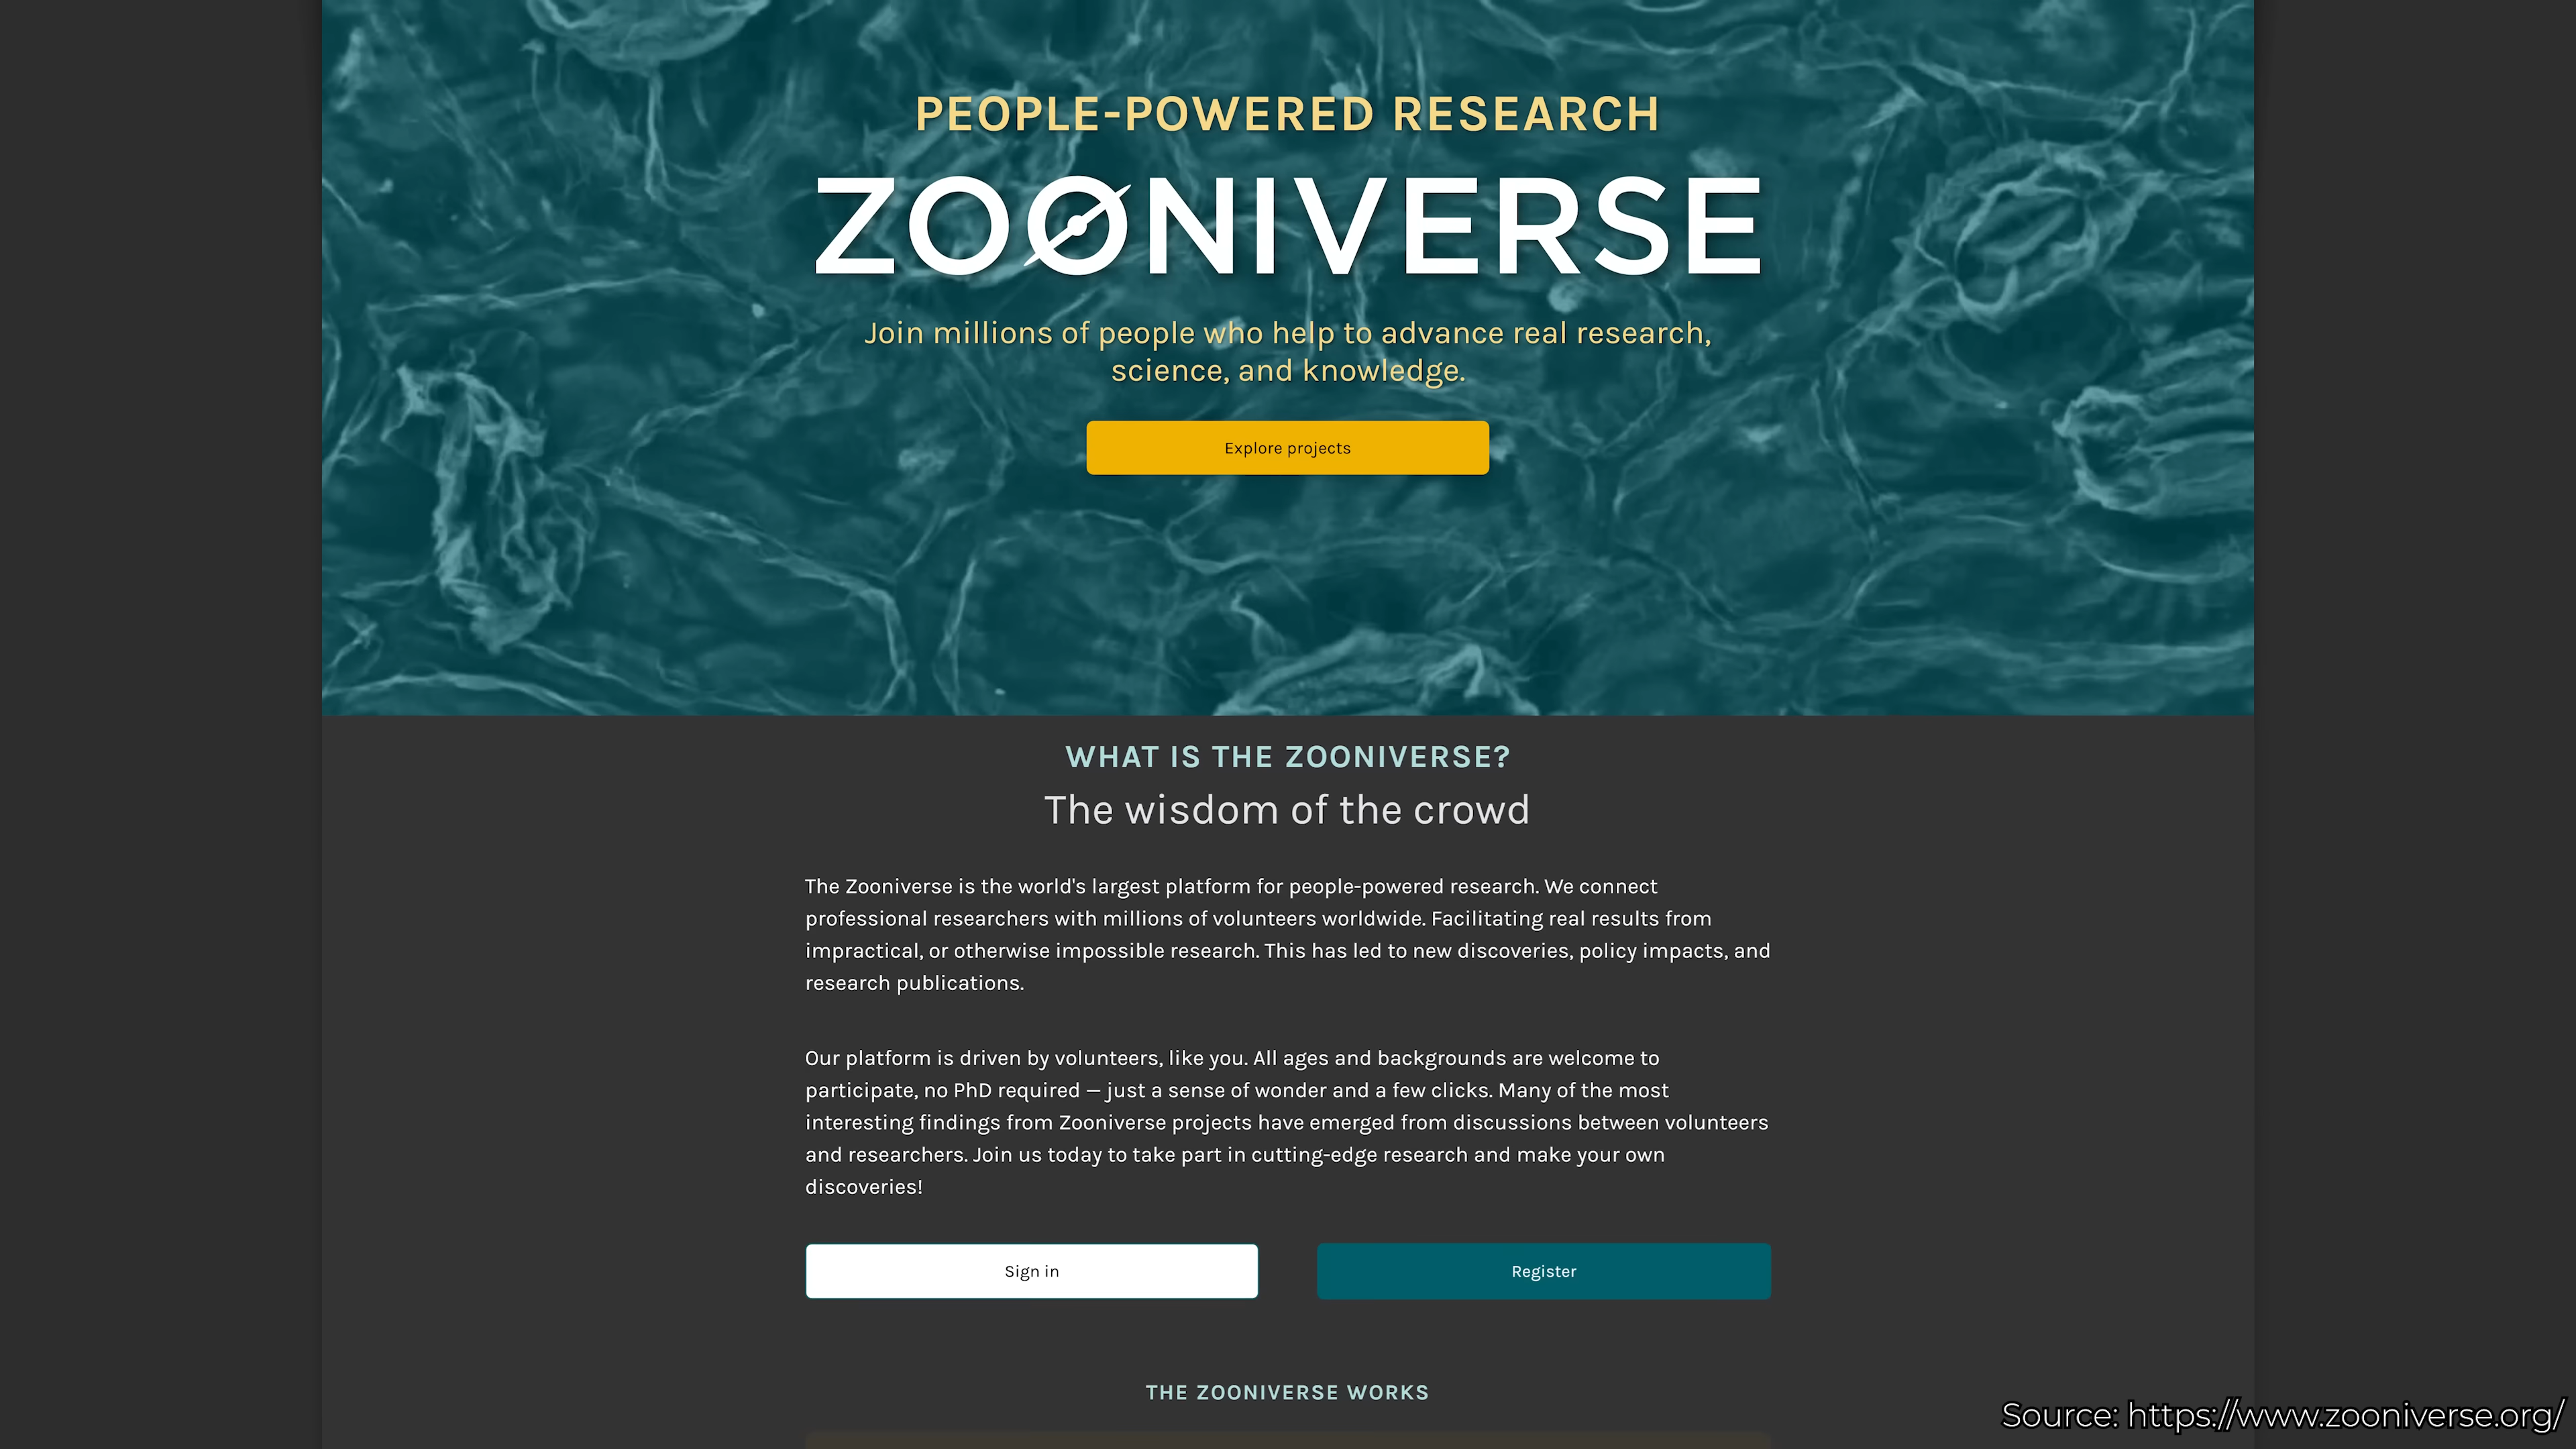 PEOPLE-POWERED RESEARCH
ZOONIVERSE
Join millions of people who help to advance real research,
science, and knowledge.
Explore projects
WHAT IS THE ZOONIVERSE?
The wisdom of the crowd
The Zooniverse is the world's largest platform for people-powered research. We connect
professional researchers with millions of volunteers worldwide. Facilitating real results from
impractical, or otherwise impossible research. This has led to new discoveries, policy impacts, and
research publications.
Our platform is driven by volunteers, like you. All ages and backgrounds are welcome to
participate, no PhD required — just a sense of wonder and a few clicks. Many of the most
interesting findings from Zooniverse projects have emerged from discussions between volunteers
and researchers. Join us today to take part in cutting-edge research and make your own
discoveries!
Sign in
Register
THE ZOONIVERSE WORKS
Source: https://www.zooniverse.org/